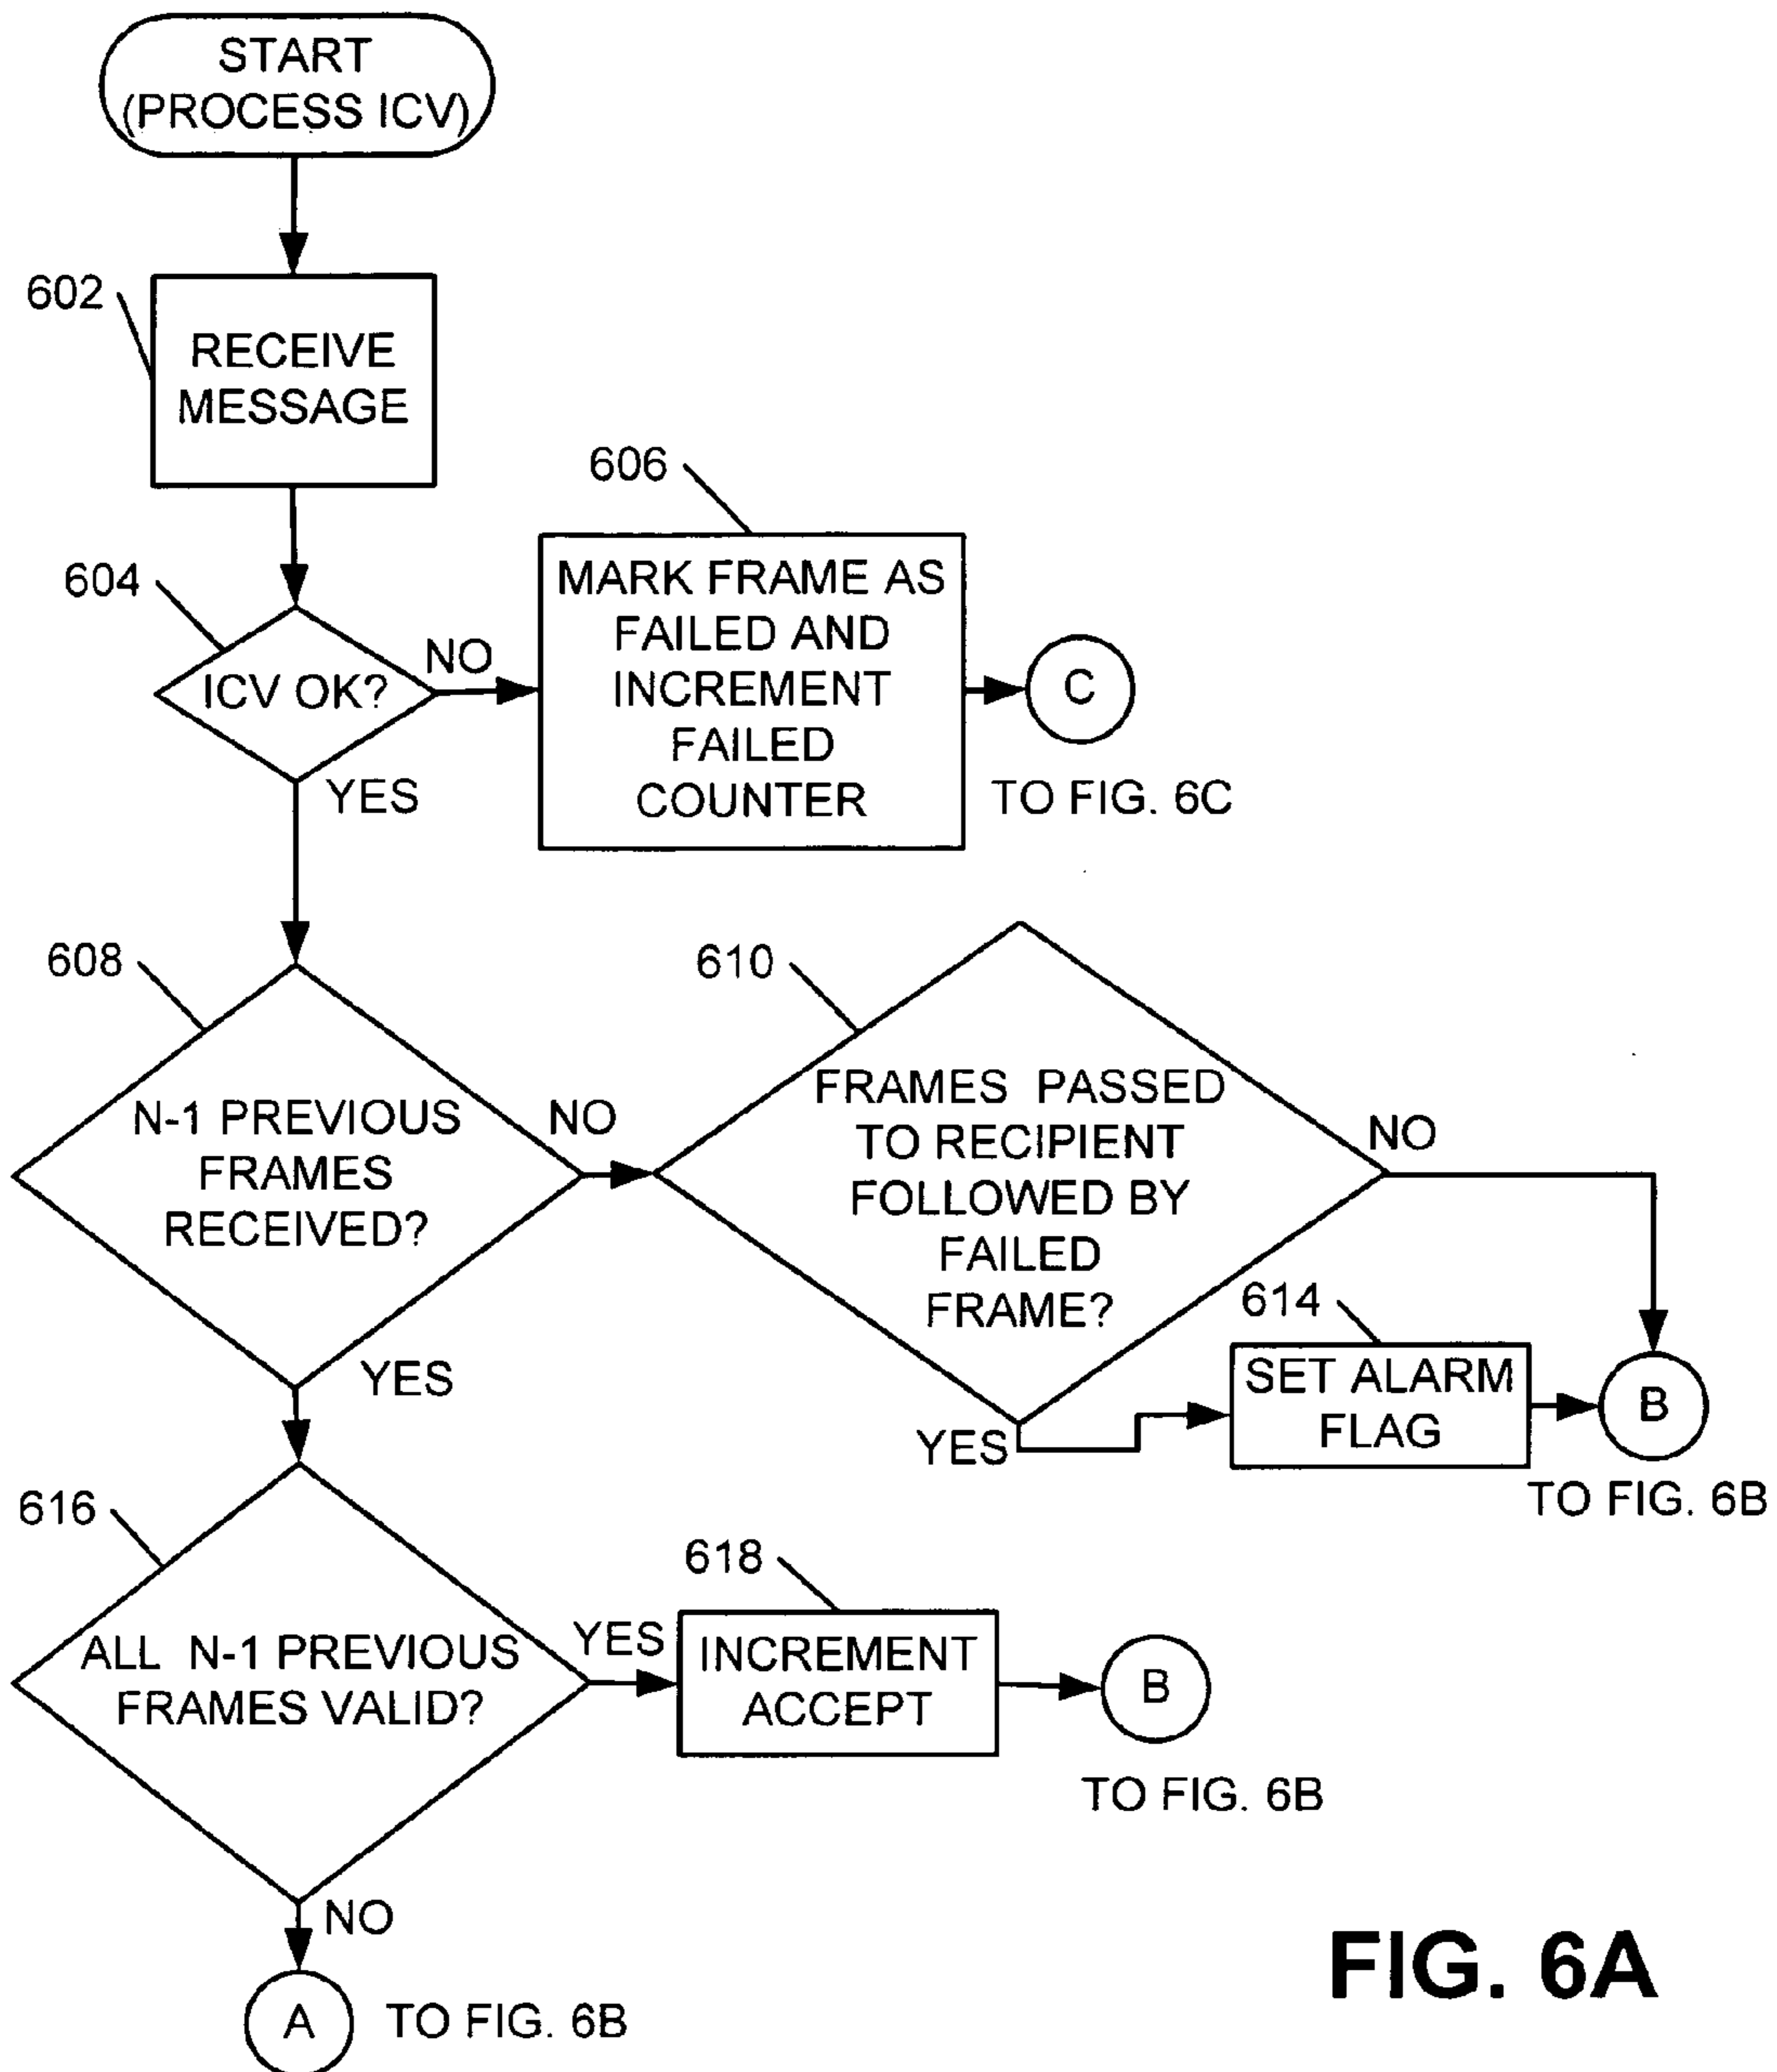 START
(PROCESS ICV)
602
RECEIVE
MESSAGE
606
604
ICV OK?
NO
YES
MARK FRAME AS
FAILED AND
INCREMENT
FAILED
COUNTER
C
TO FIG. 6C
608
N-1 PREVIOUS
FRAMES
RECEIVED?
NO
YES
610
FRAMES PASSED
TO RECIPIENT
FOLLOWED BY
FAILED
FRAME?
NO
YES
614
SET ALARM
FLAG
B
TO FIG. 6B
616
ALL N-1 PREVIOUS
FRAMES VALID?
YES
NO
618
INCREMENT
ACCEPT
B
TO FIG. 6B
A
TO FIG. 6B
FIG. 6A